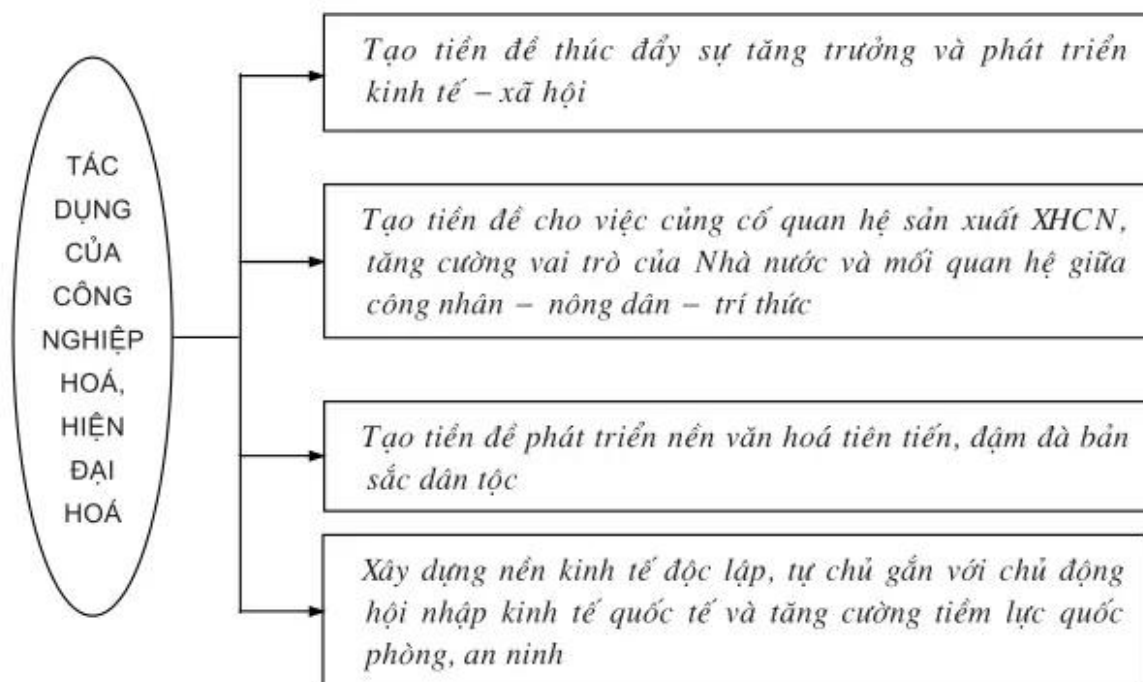 TÁC
DỤNG
CỦA
CÔNG
NGHIỆP
HOÁ,
HIỆN
ĐẠI
HOÁ
Tạo tiền đề thúc đẩy sự tăng trưởng và phát triển
kinh tế – xã hội
Tạo tiền đề cho việc củng cố quan hệ sản xuất XHCN,
tăng cường vai trò của Nhà nước và mối quan hệ giữa
công nhân – nông dân – trí thức
Tạo tiền đề phát triển nền văn hoá tiên tiến, đậm đà bản
sắc dân tộc
Xây dựng nền kinh tế độc lập, tự chủ gắn với chủ động
hội nhập kinh tế quốc tế và tăng cường tiềm lực quốc
phòng, an ninh